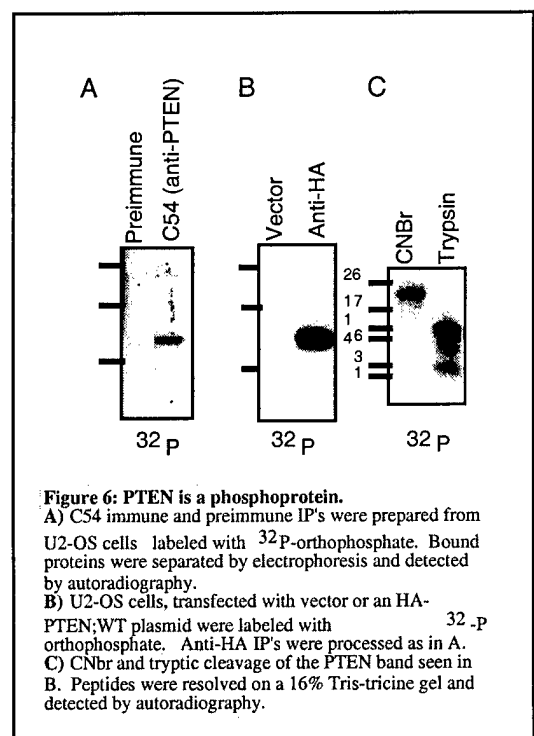 A
B
C
Preimmune
C54 (anti-PTEN)
Vector
Anti-HA
CNBr
Trypsin
26
17
1
46
3
1
32 P
32 P
32 P
Figure 6: PTEN is a phosphoprotein.
A) C54 immune and preimmune IP's were prepared from
U2-OS cells labeled with 32P-orthophosphate. Bound
proteins were separated by electrophoresis and detected
by autoradiography.
B) U2-OS cells, transfected with vector or an HA-
PTEN;WT plasmid were labeled with 32 -P
orthophosphate. Anti-HA IP's were processed as in A.
C) CNbr and tryptic cleavage of the PTEN band seen in
B. Peptides were resolved on a 16% Tris-tricine gel and
detected by autoradiography.